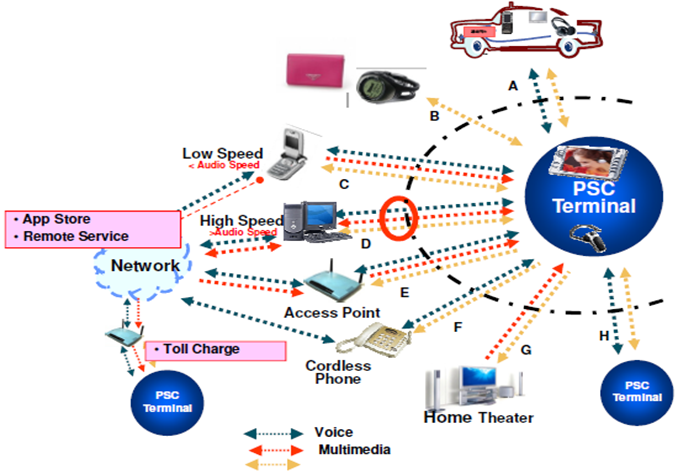 A
B
Low Speed
< Audio Speed
C
PSC
Terminal
• App Store
• Remote Service
High Speed
>Audio Speed
D
Network
E
Access Point
F
H
G
• Toll Charge
Cordless
Phone
PSC
Terminal
PSC
Terminal
Home Theater
Voice
Multimedia